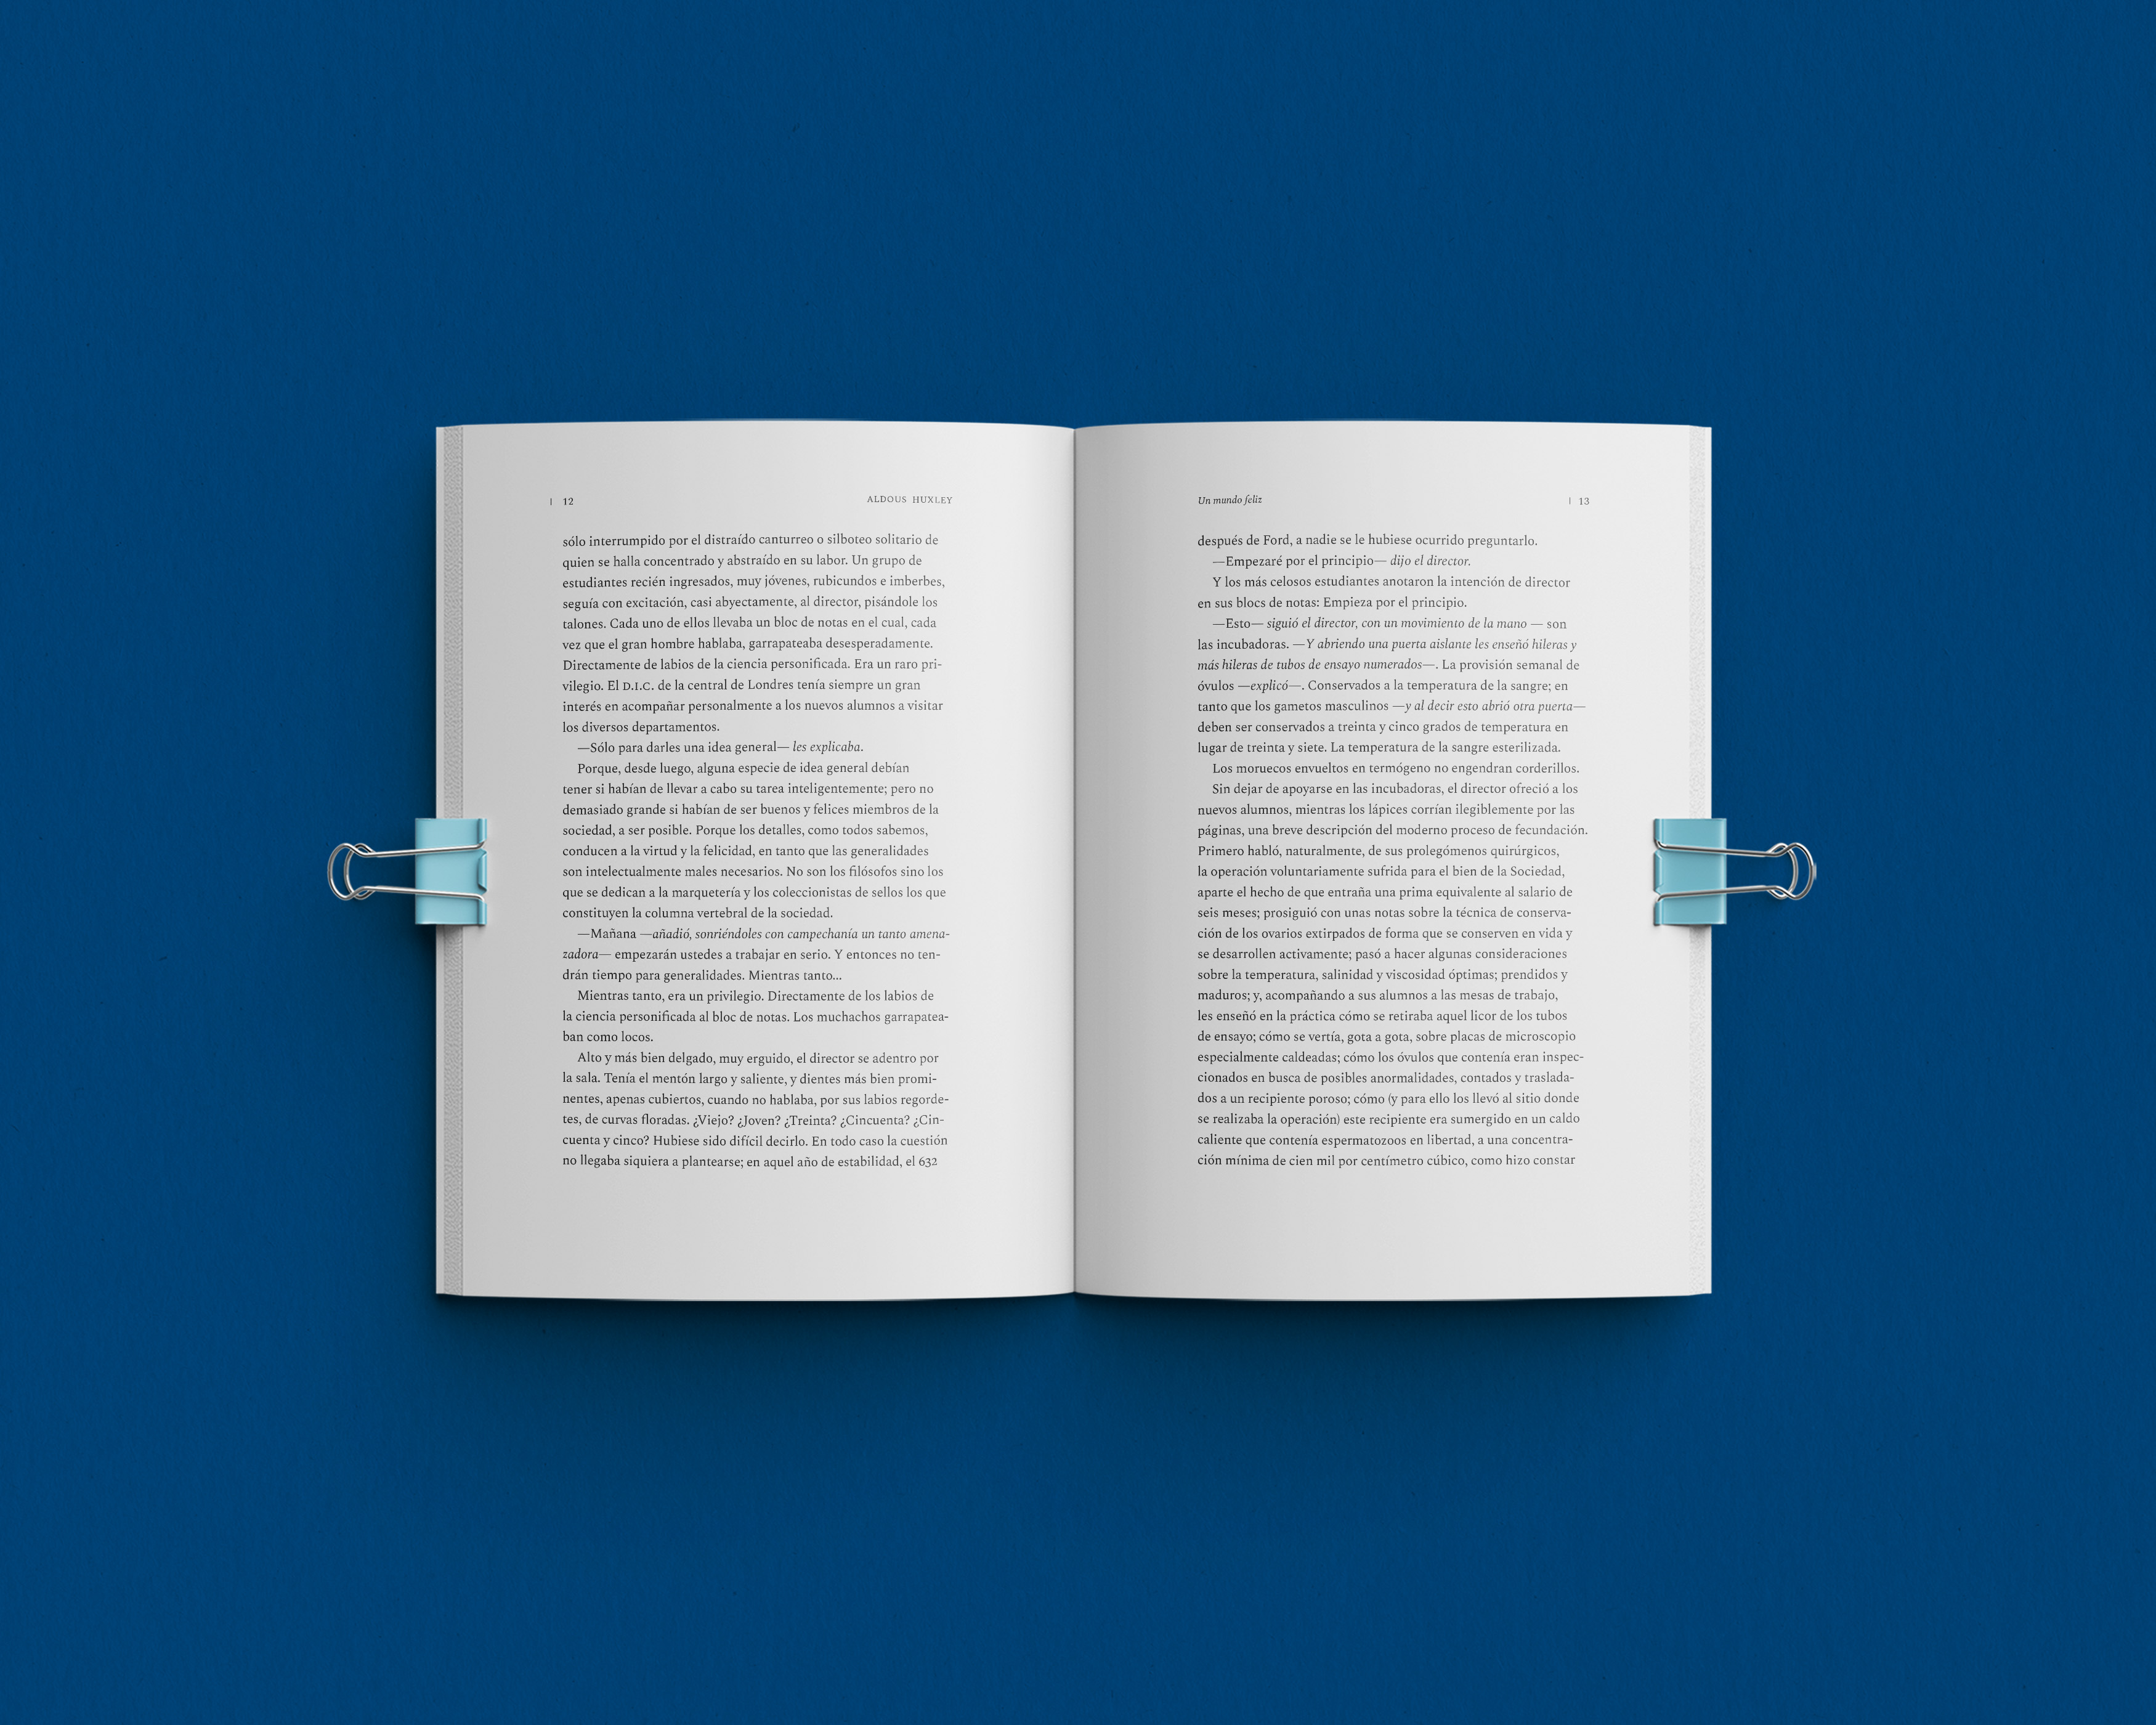 | 12 ALDOUS HUXLEY
sólo interrumpido por el distraído canturreo o silboteo solitario de
quien se halla concentrado y abstraído en su labor. Un grupo de
estudiantes recién ingresados, muy jóvenes, rubicundos e imberbes,
seguía con excitación, casi abyectamente, al director, pisándole los
talones. Cada uno de ellos llevaba un bloc de notas en el cual, cada
vez que el gran hombre hablaba, garrapateaba desesperadamente.
Directamente de labios de la ciencia personificada. Era un raro pri-
vilegio. El D.I.C. de la central de Londres tenía siempre un gran
interés en acompañar personalmente a los nuevos alumnos a visitar
los diversos departamentos.
—Sólo para darles una idea general— les explicaba.
Porque, desde luego, alguna especie de idea general debían
tener si habían de llevar a cabo su tarea inteligentemente; pero no
demasiado grande si habían de ser buenos y felices miembros de la
sociedad, a ser posible. Porque los detalles, como todos sabemos,
conducen a la virtud y la felicidad, en tanto que las generalidades
son intelectualmente males necesarios. No son los filósofos sino los
que se dedican a la marquetería y los coleccionistas de sellos los que
constituyen la columna vertebral de la sociedad.
—Mañana —añadió, sonriéndoles con campechanía un tanto amena-
zadora— empezarán ustedes a trabajar en serio. Y entonces no ten-
drán tiempo para generalidades. Mientras tanto...
Mientras tanto, era un privilegio. Directamente de los labios de
la ciencia personificada al bloc de notas. Los muchachos garrapatea-
ban como locos.
Alto y más bien delgado, muy erguido, el director se adentro por
la sala. Tenía el mentón largo y saliente, y dientes más bien promi-
nentes, apenas cubiertos, cuando no hablaba, por sus labios regorde-
tes, de curvas floradas. ¿Viejo? ¿Joven? ¿Treinta? ¿Cincuenta? ¿Cin-
cuenta y cinco? Hubiese sido difícil decirlo. En todo caso la cuestión
no llegaba siquiera a plantearse; en aquel año de estabilidad, el 632
Un mundo feliz | 13
después de Ford, a nadie se le hubiese ocurrido preguntarlo.
—Empezaré por el principio— dijo el director.
Y los más celosos estudiantes anotaron la intención de director
en sus blocs de notas: Empieza por el principio.
—Esto— siguió el director, con un movimiento de la mano — son
las incubadoras. —Y abriendo una puerta aislante les enseñó hileras y
más hileras de tubos de ensayo numerados—. La provisión semanal de
óvulos —explicó—. Conservados a la temperatura de la sangre; en
tanto que los gametos masculinos —y al decir esto abrió otra puerta—
deben ser conservados a treinta y cinco grados de temperatura en
lugar de treinta y siete. La temperatura de la sangre esterilizada.
Los moruecos envueltos en termógeno no engendran corderillos.
Sin dejar de apoyarse en las incubadoras, el director ofreció a los
nuevos alumnos, mientras los lápices corrían ilegiblemente por las
páginas, una breve descripción del moderno proceso de fecundación.
Primero habló, naturalmente, de sus prolegómenos quirúrgicos,
la operación voluntariamente sufrida para el bien de la Sociedad,
aparte el hecho de que entraña una prima equivalente al salario de
seis meses; prosiguió con unas notas sobre la técnica de conserva-
ción de los ovarios extirpados de forma que se conserven en vida y
se desarrollen activamente; pasó a hacer algunas consideraciones
sobre la temperatura, salinidad y viscosidad óptimas; prendidos y
maduros; y, acompañando a sus alumnos a las mesas de trabajo,
les enseñó en la práctica cómo se retiraba aquel licor de los tubos
de ensayo; cómo se vertía, gota a gota, sobre placas de microscopio
especialmente caldeadas; cómo los óvulos que contenía eran inspec-
cionados en busca de posibles anormalidades, contados y traslada-
dos a un recipiente poroso; cómo (y para ello los llevó al sitio donde
se realizaba la operación) este recipiente era sumergido en un caldo
caliente que contenía espermatozoos en libertad, a una concentra-
ción mínima de cien mil por centímetro cúbico, como hizo constar